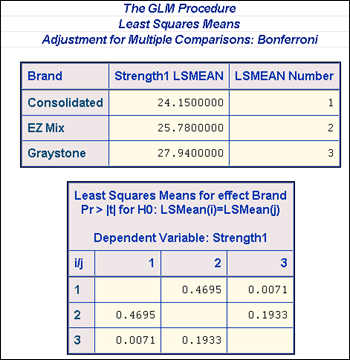 The GLM Procedure
Least Squares Means
Adjustment for Multiple Comparisons: Bonferroni
Brand Strength1 LSMEAN LSMEAN Number
Consolidated 24.1500000 1
EZ Mix 25.7800000 2
Graystone 27.9400000 3
Least Squares Means for effect Brand
Pr > |t| for H0: LSMean(i)=LSMean(j)
Dependent Variable: Strength1
i/j 1 2 3
1 0.4695 0.0071
2 0.4695 0.1933
3 0.0071 0.1933